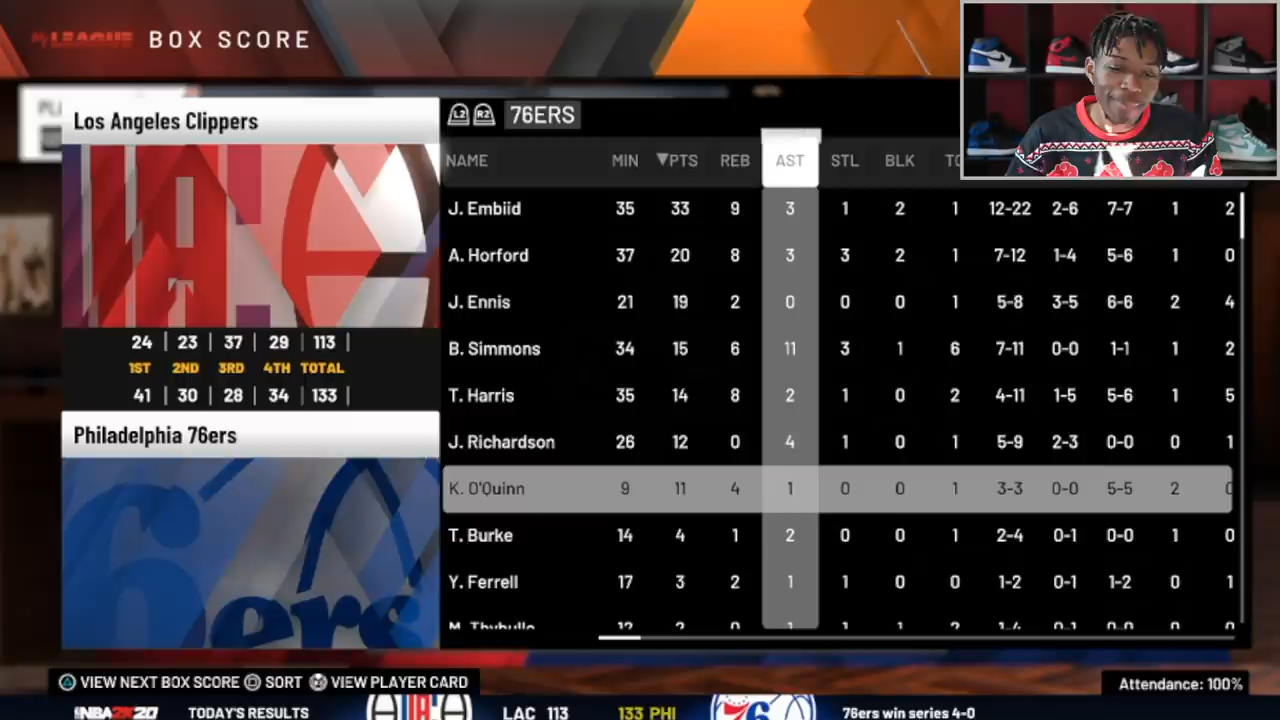 MyLEAGUE BOX SCORE
Los Angeles Clippers
24 | 23 | 37 | 29 | 113 |
1ST 2ND 3RD 4TH TOTAL
41 | 30 | 28 | 34 | 133 |
Philadelphia 76ers
6ers
L2 R2 76ERS
NAME MIN ▼PTS REB AST STL BLK
J. Embiid 35 33 9 3 1 2 1 12-22 2-6 7-7 1 2
A. Horford 37 20 8 3 3 2 1 7-12 1-4 5-6 1 0
J. Ennis 21 19 2 0 0 0 1 5-8 3-5 6-6 2 4
B. Simmons 34 15 6 11 3 1 6 7-11 0-0 1-1 1 2
T. Harris 35 14 8 2 1 0 2 4-11 1-5 5-6 1 5
J. Richardson 26 12 0 4 1 0 1 5-9 2-3 0-0 0 1
K. O'Quinn 9 11 4 1 0 0 1 3-3 0-0 5-5 2 0
T. Burke 14 4 1 2 0 0 1 2-4 0-1 0-0 1 0
Y. Ferrell 17 3 2 1 1 0 0 1-2 0-1 1-2 0 1
M. Thybulle
VIEW NEXT BOX SCORE SORT VIEW PLAYER CARD
Attendance: 100%
NBA 2K20 TODAY'S RESULTS LAC 113 133 PHI 76ers win series 4-0